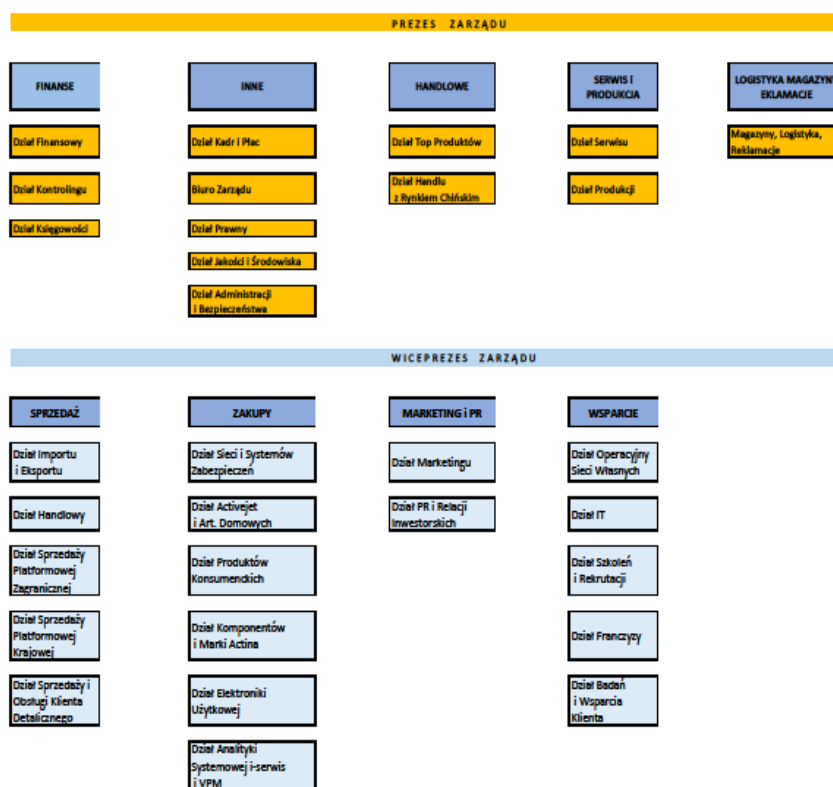 PREZES ZARZĄDU
FINANSE
INNE
HANDLOWE
SERWIS I
PRODUKCJA
LOGISTYKA MAGAZYN
EKLAMACJE
Dział Finansowy
Dział Kadr i Płac
Dział Top Produktów
Dział Serwisu
Magazyny, Logistyka,
Reklamacje
Dział Kontrolingu
Biuro Zarządu
Dział Handlu
z Rynkiem Chińskim
Dział Produkcji
Dział Księgowości
Dział Prawny
Dział Jakości i Środowiska
Dział Administracji
i Bezpieczeństwa
WICEPREZES ZARZĄDU
SPRZEDAŻ
ZAKUPY
MARKETING i PR
WSPARCIE
Dział Importu
i Eksportu
Dział Sieci i Systemów
Zabezpieczeń
Dział Marketingu
Dział Operacyjny
Sieci Własnych
Dział Handlowy
Dział Activejet
i Art. Domowych
Dział PR i Relacji
Inwestorskich
Dział IT
Dział Sprzedaży
Platformowej
Zagranicznej
Dział Produktów
Konsumenckich
Dział Szkoleń
i Rekrutacji
Dział Sprzedaży
Platformowej
Krajowej
Dział Komponentów
i Marki Actina
Dział Franczyzy
Dział Sprzedaży i
Obsługi Klienta
Detalicznego
Dział Elektroniki
Użytkowej
Dział Badań
i Wsparcia
Klienta
Dział Analityki
Systemowej i-serwis
i VPM